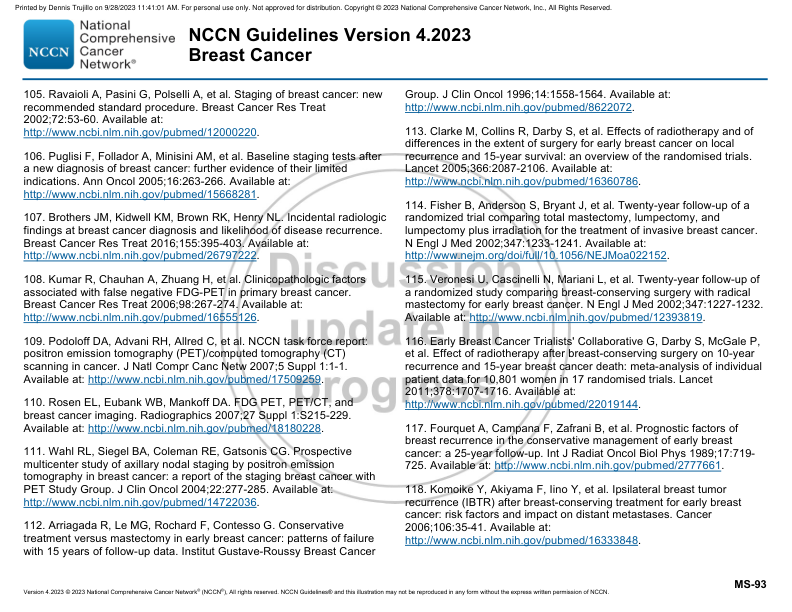 Printed by Dennis Trujillo on 9/28/2023 11:41:01 AM. For personal use only. Not approved for distribution. Copyright © 2023 National Comprehensive Cancer Network, Inc., All Rights Reserved.
NCCN
National
Comprehensive
Cancer
Network®
NCCN Guidelines Version 4.2023
Breast Cancer
105. Ravaioli A, Pasini G, Polselli A, et al. Staging of breast cancer: new
recommended standard procedure. Breast Cancer Res Treat
2002;72:53-60. Available at:
http://www.ncbi.nlm.nih.gov/pubmed/12000220.
106. Puglisi F, Follador A, Minisini AM, et al. Baseline staging tests after
a new diagnosis of breast cancer: further evidence of their limited
indications. Ann Oncol 2005;16:263-266. Available at:
http://www.ncbi.nlm.nih.gov/pubmed/15668281.
107. Brothers JM, Kidwell KM, Brown RK, Henry NL. Incidental radiologic
findings at breast cancer diagnosis and likelihood of disease recurrence.
Breast Cancer Res Treat 2016;155:395-403. Available at:
http://www.ncbi.nlm.nih.gov/pubmed/26797222.
108. Kumar R, Chauhan A, Zhuang H, et al. Clinicopathologic factors
associated with false negative FDG-PET in primary breast cancer.
Breast Cancer Res Treat 2006;98:267-274. Available at:
http://www.ncbi.nlm.nih.gov/pubmed/16555126.
109. Podoloff DA, Advani RH, Allred C, et al. NCCN task force report:
positron emission tomography (PET)/computed tomography (CT)
scanning in cancer. J Natl Compr Canc Netw 2007;5 Suppl 1:1-1.
Available at: http://www.ncbi.nlm.nih.gov/pubmed/17509259.
110. Rosen EL, Eubank WB, Mankoff DA. FDG PET, PET/CT, and
breast cancer imaging. Radiographics 2007;27 Suppl 1:S215-229.
Available at: http://www.ncbi.nlm.nih.gov/pubmed/18180228.
111. Wahl RL, Siegel BA, Coleman RE, Gatsonis CG. Prospective
multicenter study of axillary nodal staging by positron emission
tomography in breast cancer: a report of the staging breast cancer with
PET Study Group. J Clin Oncol 2004;22:277-285. Available at:
http://www.ncbi.nlm.nih.gov/pubmed/14722036.
112. Arriagada R, Le MG, Rochard F, Contesso G. Conservative
treatment versus mastectomy in early breast cancer: patterns of failure
with 15 years of follow-up data. Institut Gustave-Roussy Breast Cancer
Group. J Clin Oncol 1996;14:1558-1564. Available at:
http://www.ncbi.nlm.nih.gov/pubmed/8622072.
113. Clarke M, Collins R, Darby S, et al. Effects of radiotherapy and of
differences in the extent of surgery for early breast cancer on local
recurrence and 15-year survival: an overview of the randomised trials.
Lancet 2005;366:2087-2106. Available at:
http://www.ncbi.nlm.nih.gov/pubmed/16360786.
114. Fisher B, Anderson S, Bryant J, et al. Twenty-year follow-up of a
randomized trial comparing total mastectomy, lumpectomy, and
lumpectomy plus irradiation for the treatment of invasive breast cancer.
N Engl J Med 2002;347:1233-1241. Available at:
http://www.nejm.org/doi/full/10.1056/NEJMoa022152.
115. Veronesi U, Cascinelli N, Mariani L, et al. Twenty-year follow-up of
a randomized study comparing breast-conserving surgery with radical
mastectomy for early breast cancer. N Engl J Med 2002;347:1227-1232.
Available at: http://www.ncbi.nlm.nih.gov/pubmed/12393819.
116. Early Breast Cancer Trialists' Collaborative G, Darby S, McGale P,
et al. Effect of radiotherapy after breast-conserving surgery on 10-year
recurrence and 15-year breast cancer death: meta-analysis of individual
patient data for 10,801 women in 17 randomised trials. Lancet
2011;378:1707-1716. Available at:
http://www.ncbi.nlm.nih.gov/pubmed/22019144.
117. Fourquet A, Campana F, Zafrani B, et al. Prognostic factors of
breast recurrence in the conservative management of early breast
cancer: a 25-year follow-up. Int J Radiat Oncol Biol Phys 1989;17:719-
725. Available at: http://www.ncbi.nlm.nih.gov/pubmed/2777661.
118. Komoike Y, Akiyama F, Iino Y, et al. Ipsilateral breast tumor
recurrence (IBTR) after breast-conserving treatment for early breast
cancer: risk factors and impact on distant metastases. Cancer
2006;106:35-41. Available at:
http://www.ncbi.nlm.nih.gov/pubmed/16333848.
Discussion
update in
progress
MS-93
Version 4.2023 © 2023 National Comprehensive Cancer Network® (NCCN®), All rights reserved. NCCN Guidelines® and this illustration may not be reproduced in any form without the express written permission of NCCN.